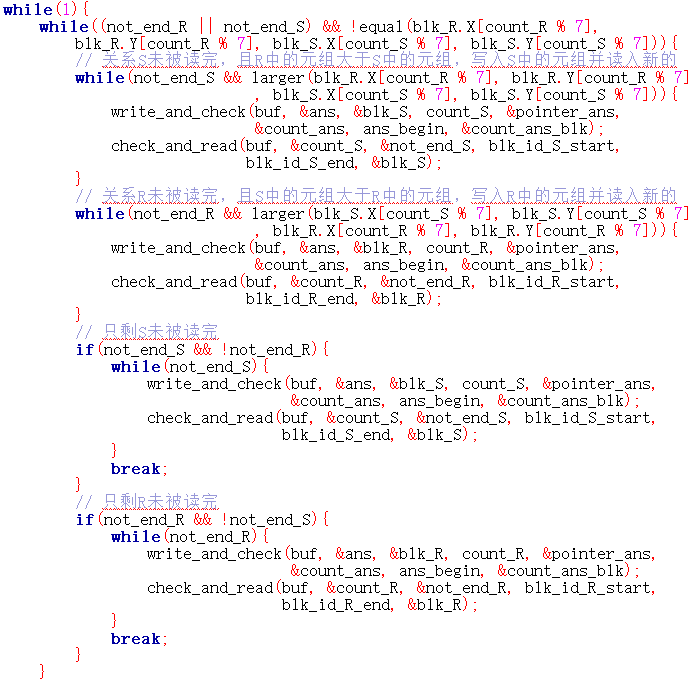 while(1){
    while((not_end_R || not_end_S) && !equal(blk_R.X[count_R % 7],
        blk_R.Y[count_R % 7], blk_S.X[count_S % 7], blk_S.Y[count_S % 7])){
        // 关系S未被读完，且R中的元组大于S中的元组，写入S中的元组并读入新的
        while(not_end_S && larger(blk_R.X[count_R % 7], blk_R.Y[count_R % 7]
                            , blk_S.X[count_S % 7], blk_S.Y[count_S % 7])){
            write_and_check(buf, &ans, &blk_S, count_S, &pointer_ans,
                            &count_ans, ans_begin, &count_ans_blk);
            check_and_read(buf, &count_S, &not_end_S, blk_id_S_start,
                           blk_id_S_end, &blk_S);
        }
        // 关系R未被读完，且S中的元组大于R中的元组，写入R中的元组并读入新的
        while(not_end_R && larger(blk_S.X[count_S % 7], blk_S.Y[count_S % 7]
                            , blk_R.X[count_R % 7], blk_R.Y[count_R % 7])){
            write_and_check(buf, &ans, &blk_R, count_R, &pointer_ans,
                            &count_ans, ans_begin, &count_ans_blk);
            check_and_read(buf, &count_R, &not_end_R, blk_id_R_start,
                           blk_id_R_end, &blk_R);
        }
        // 只剩S未被读完
        if(not_end_S && !not_end_R){
            while(not_end_S){
                write_and_check(buf, &ans, &blk_S, count_S, &pointer_ans,
                                &count_ans, ans_begin, &count_ans_blk);
                check_and_read(buf, &count_S, &not_end_S, blk_id_S_start,
                               blk_id_S_end, &blk_S);
            }
            break;
        }
        // 只剩R未被读完
        if(not_end_R && !not_end_S){
            while(not_end_R){
                write_and_check(buf, &ans, &blk_R, count_R, &pointer_ans,
                                &count_ans, ans_begin, &count_ans_blk);
                check_and_read(buf, &count_R, &not_end_R, blk_id_R_start,
                               blk_id_R_end, &blk_R);
            }
            break;
        }
    }